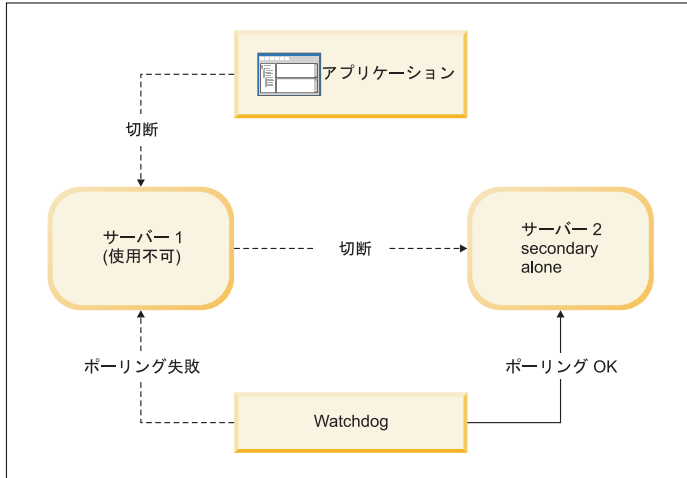 アプリケーション
切断
サーバー 1
(使用不可)
切断
サーバー 2
secondary
alone
ポーリング失敗
ポーリング OK
Watchdog